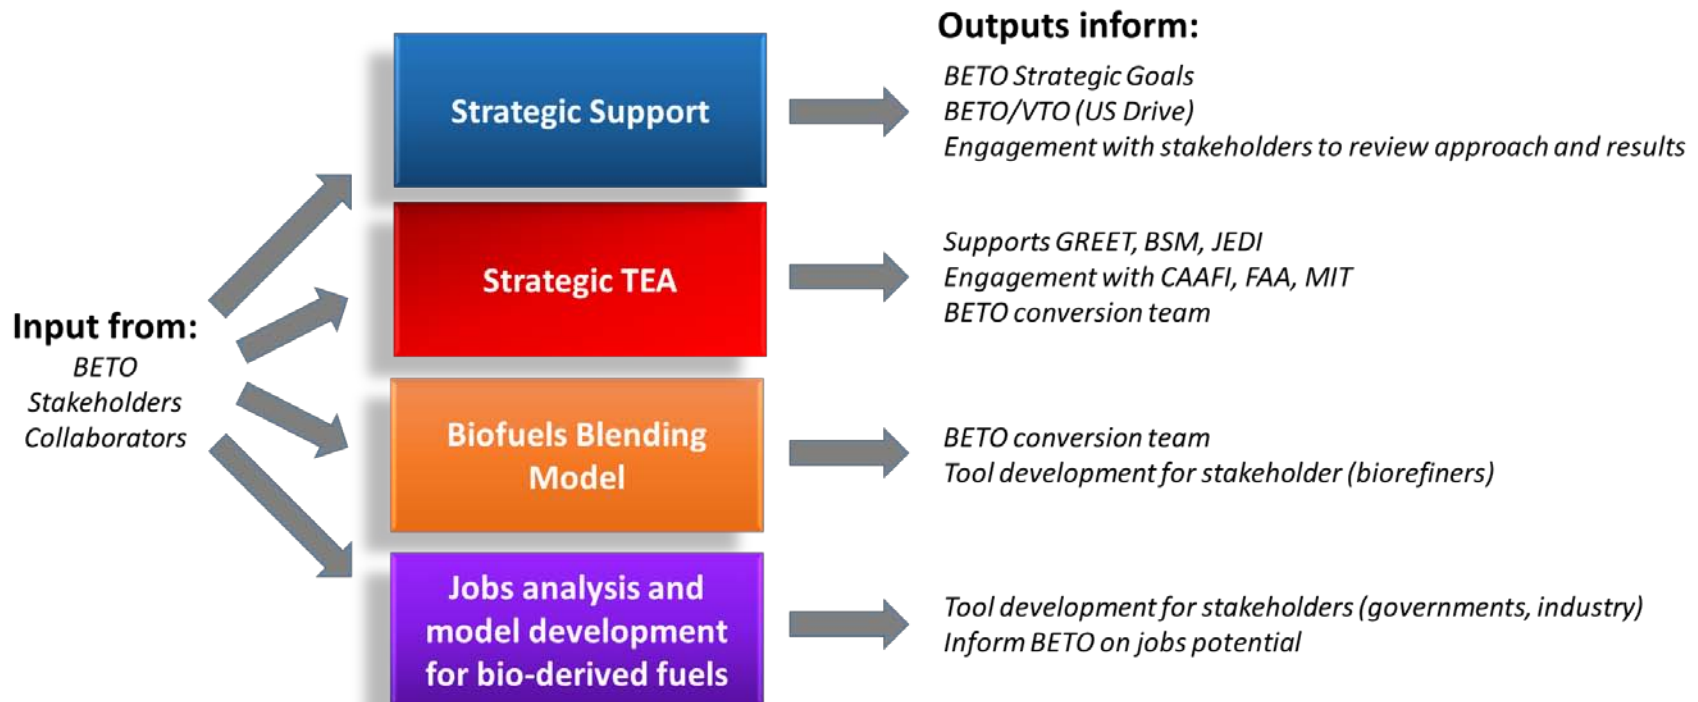 Outputs inform:
Strategic Support
BETO Strategic Goals
BETO/VTO (US Drive)
Engagement with stakeholders to review approach and results
Strategic TEA
Supports GREET, BSM, JEDI
Engagement with CAAFI, FAA, MIT
BETO conversion team
Input from:
BETO
Stakeholders
Collaborators
Biofuels Blending
Model
BETO conversion team
Tool development for stakeholder (biorefiners)
Jobs analysis and
model development
for bio-derived fuels
Tool development for stakeholders (governments, industry)
Inform BETO on jobs potential